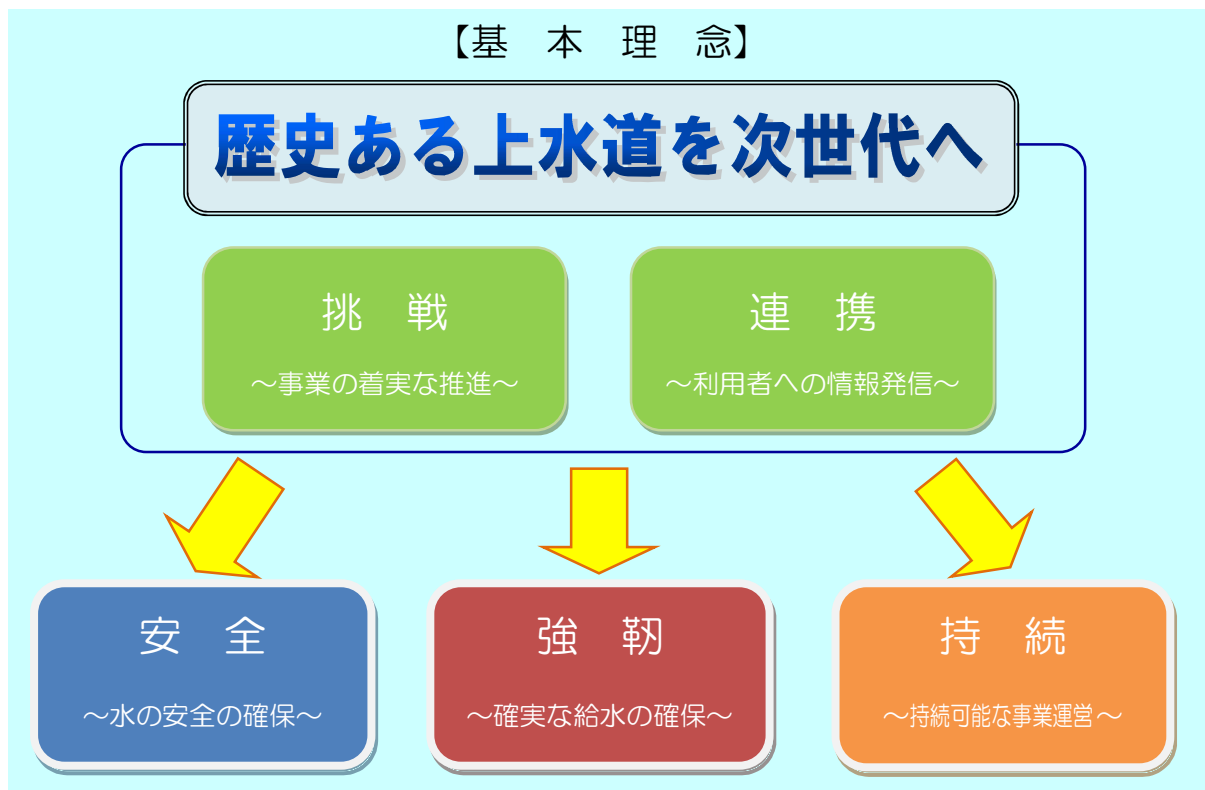 【基　本　理　念】
歴史ある上水道を次世代へ
挑　戦
～事業の着実な推進～
連　携
～利用者への情報発信～
安　全
～水の安全の確保～
強　靭
～確実な給水の確保～
持　続
～持続可能な事業運営～